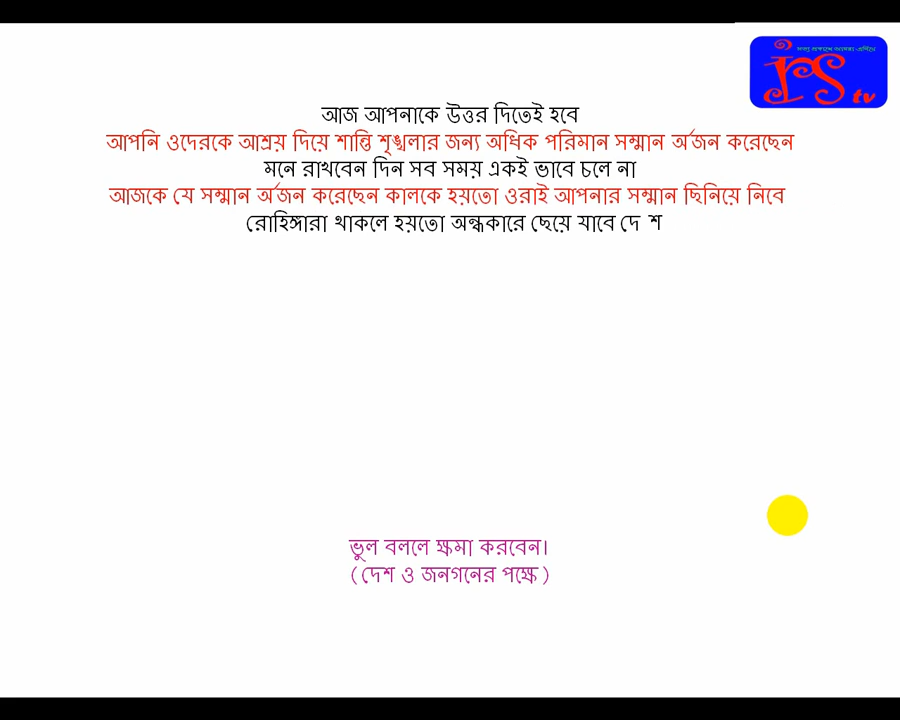 আজ আপনাকে উত্তর দিতেই হবে
আপনি ওদেরকে আশ্রয় দিয়ে শান্তি শৃঙ্খলার জন্য অধিক পরিমান সম্মান অর্জন করেছেন
মনে রাখবেন দিন সব সময় একই ভাবে চলে না
আজকে যে সম্মান অর্জন করেছেন কালকে হয়তো ওরাই আপনার সম্মান ছিনিয়ে নিবে
রোহিঙ্গারা থাকলে হয়তো অন্ধকারে ছেয়ে যাবে দে শ
ভুল বললে ক্ষমা করবেন।
(দেশ ও জনগনের পক্ষে)
tv